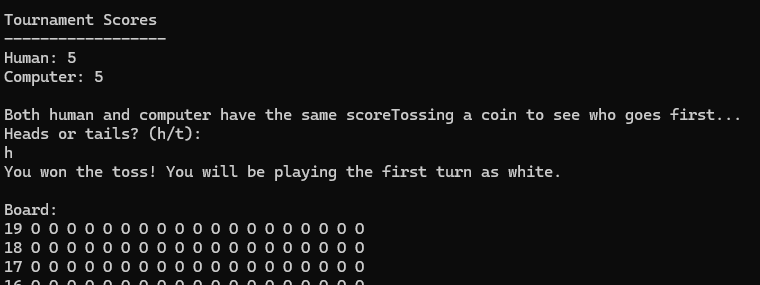 Tournament Scores
------------------
Human: 5
Computer: 5
Both human and computer have the same scoreTossing a coin to see who goes first...
Heads or tails? (h/t):
h
You won the toss! You will be playing the first turn as white.
Board:
19 O O O O O O O O O O O O O O O O O O O
18 O O O O O O O O O O O O O O O O O O O
17 O O O O O O O O O O O O O O O O O O O